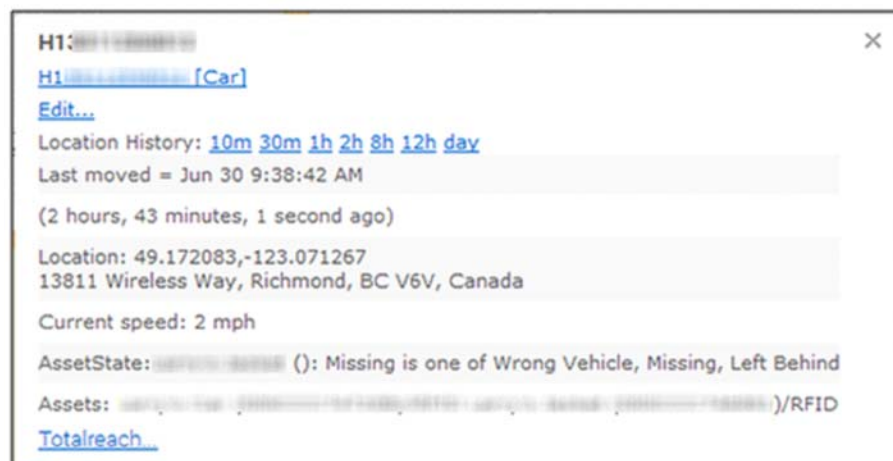 H13
H1 [Car]
Edit...
Location History: 10m 30m 1h 2h 8h 12h day
Last moved = Jun 30 9:38:42 AM
(2 hours, 43 minutes, 1 second ago)
Location: 49.172083,-123.071267
13811 Wireless Way, Richmond, BC V6V, Canada
Current speed: 2 mph
AssetState: (): Missing is one of Wrong Vehicle, Missing, Left Behind
Assets: )/RFID
Totalreach...